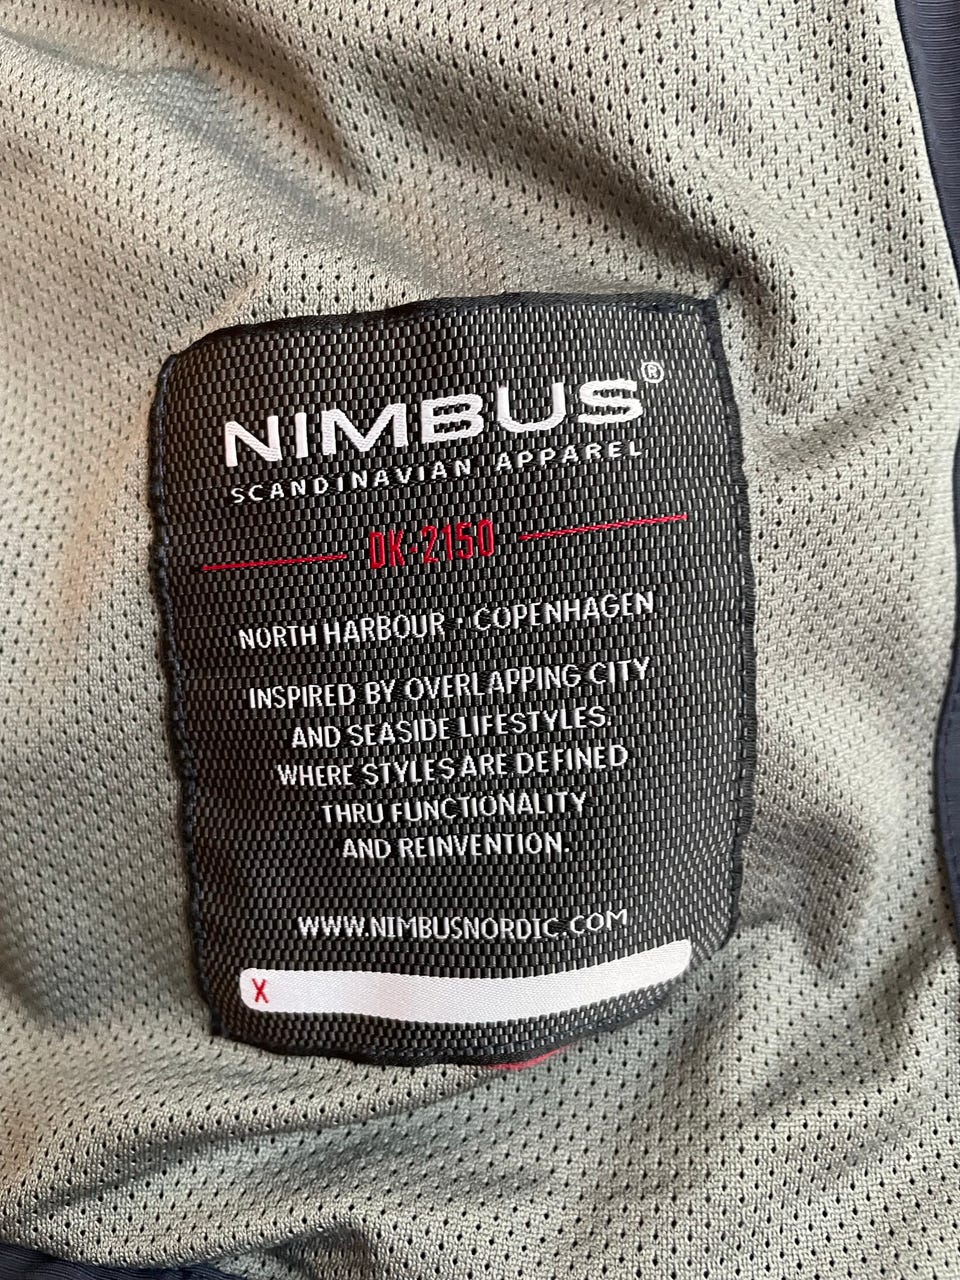 NIMBUS®
SCANDINAVIAN APPAREL
DK-2150
NORTH HARBOUR · COPENHAGEN
INSPIRED BY OVERLAPPING CITY
AND SEASIDE LIFESTYLES.
WHERE STYLES ARE DEFINED
THRU FUNCTIONALITY
AND REINVENTION.
WWW.NIMBUSNORDIC.COM
X